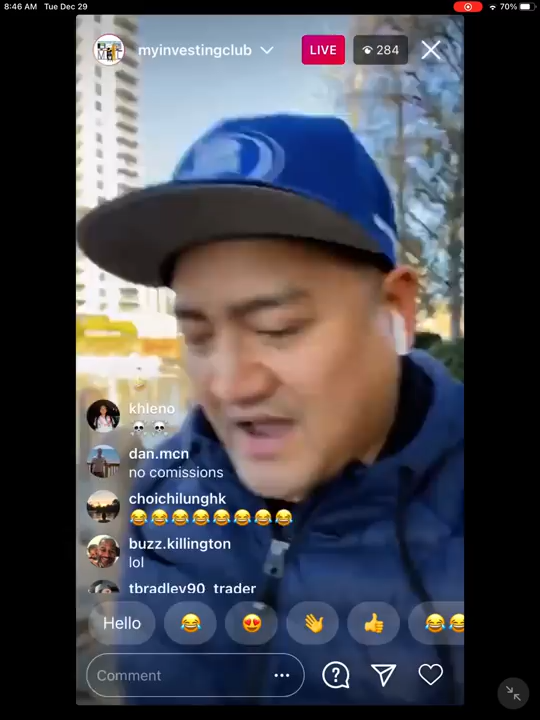 8:46 AM Tue Dec 29
70%
myinvestingclub
LIVE
284
khleno
dan.mcn
no comissions
choichilunghk
buzz.killington
lol
tbradley90_trader
Hello
Comment